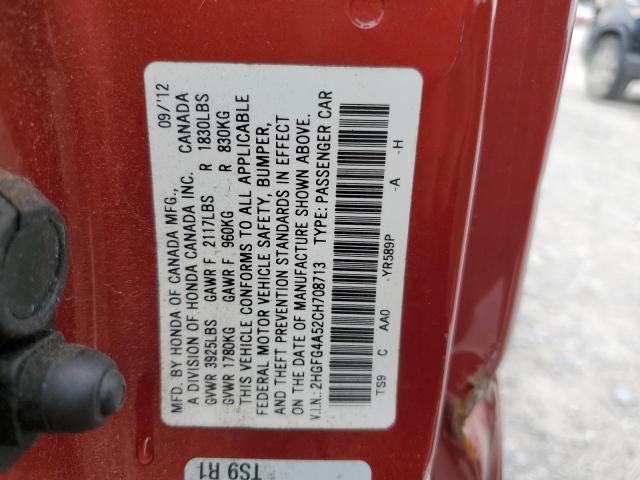 MFD. BY HONDA OF CANADA MFG., 09/'12
A DIVISION OF HONDA CANADA INC. CANADA
GVWR 3925LBS GAWR F 2117LBS R 1830LBS
GVWR 1780KG GAWR F 960KG R 830KG
THIS VEHICLE CONFORMS TO ALL APPLICABLE
FEDERAL MOTOR VEHICLE SAFETY, BUMPER,
AND THEFT PREVENTION STANDARDS IN EFFECT
ON THE DATE OF MANUFACTURE SHOWN ABOVE.
V.I.N.: 2HGFG4A52CH708713 TYPE: PASSENGER CAR
TS9 C AA0 -YR589P -A -H
TS9 R1